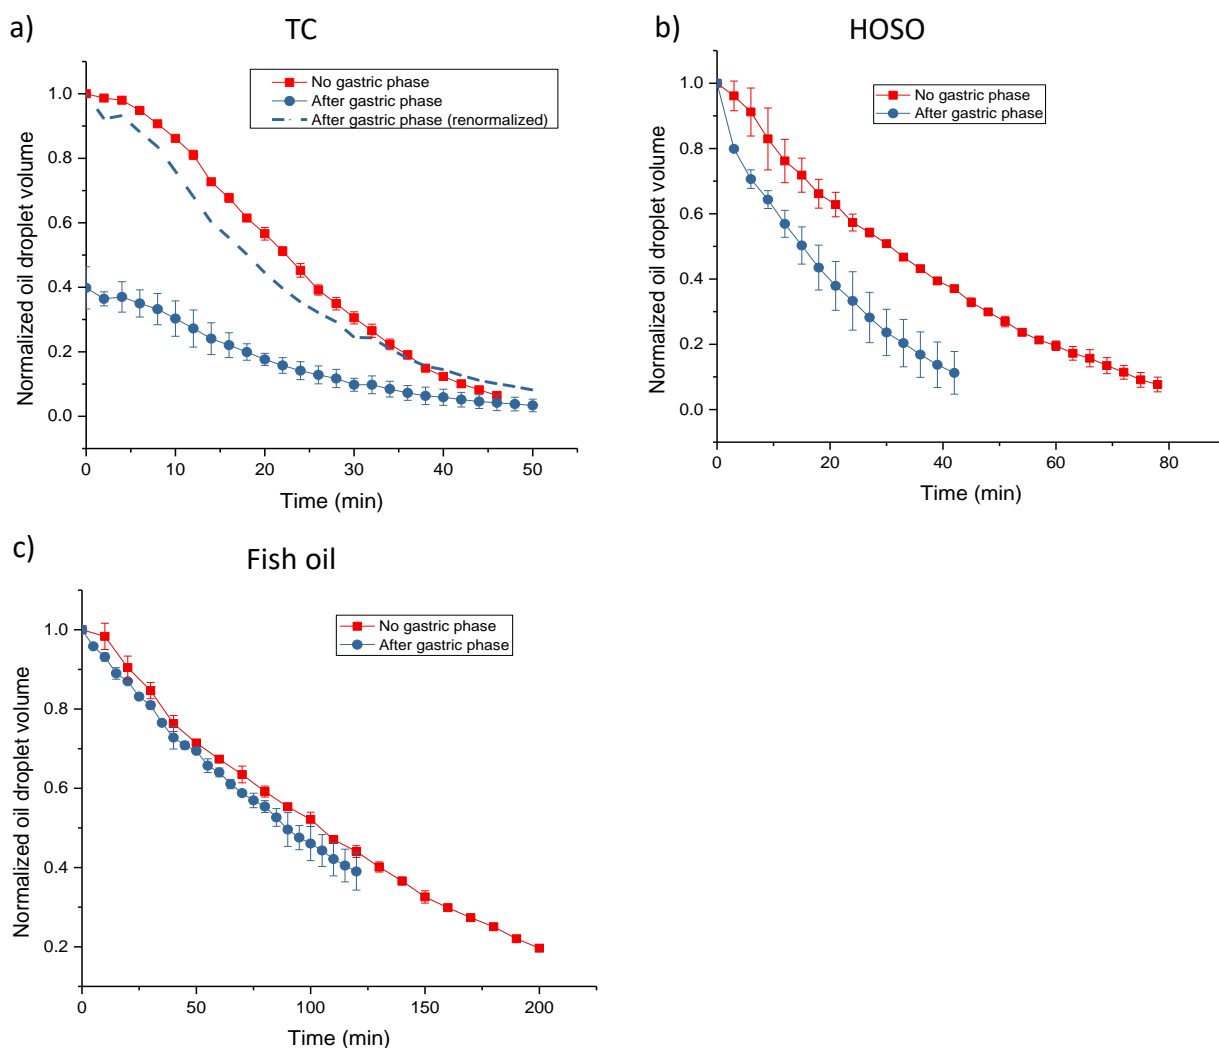 a)
TC
No gastric phase
After gastric phase
After gastric phase (renormalized)
1.0
0.8
0.6
0.4
0.2
0.0
Normalized oil droplet volume
0
10
20
30
40
50
Time (min)
b)
HOSO
No gastric phase
After gastric phase
1.0
0.8
0.6
0.4
0.2
0.0
Normalized oil droplet volume
0
20
40
60
80
Time (min)
c)
Fish oil
No gastric phase
After gastric phase
1.0
0.8
0.6
0.4
0.2
Normalized oil droplet volume
0
50
100
150
200
Time (min)